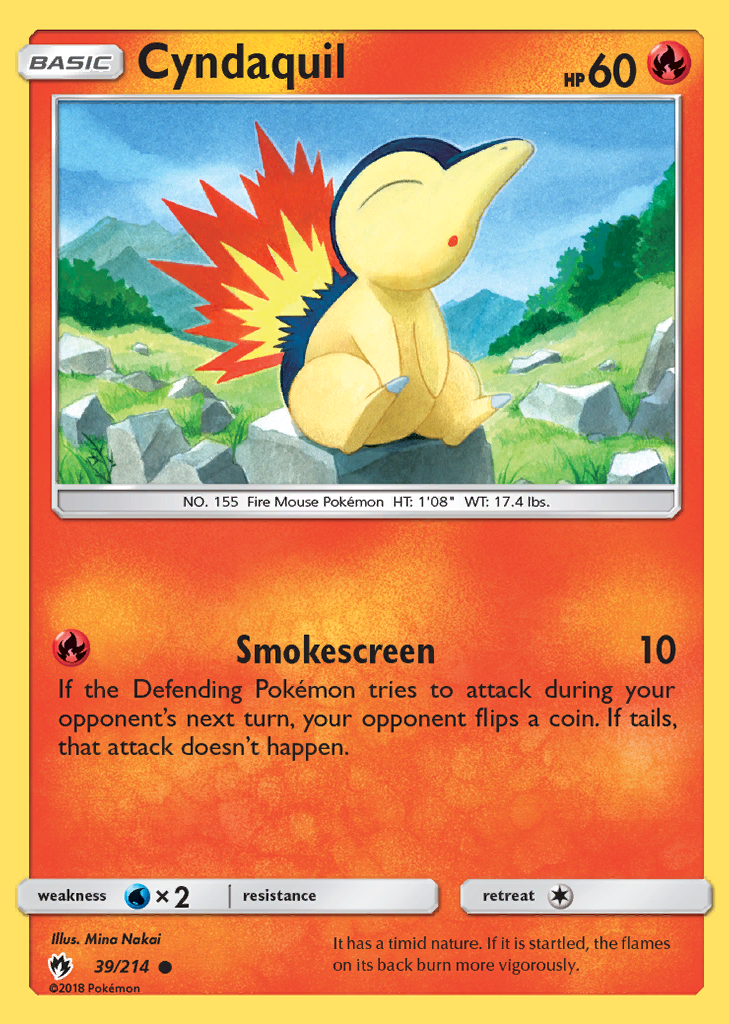 BASIC Cyndaquil HP 60
NO. 155 Fire Mouse Pokémon HT: 1'08" WT: 17.4 lbs.
Smokescreen 10
If the Defending Pokémon tries to attack during your
opponent's next turn, your opponent flips a coin. If tails,
that attack doesn't happen.
weakness × 2 resistance retreat
Illus. Mina Nakai
39/214
©2018 Pokémon
It has a timid nature. If it is startled, the flames
on its back burn more vigorously.